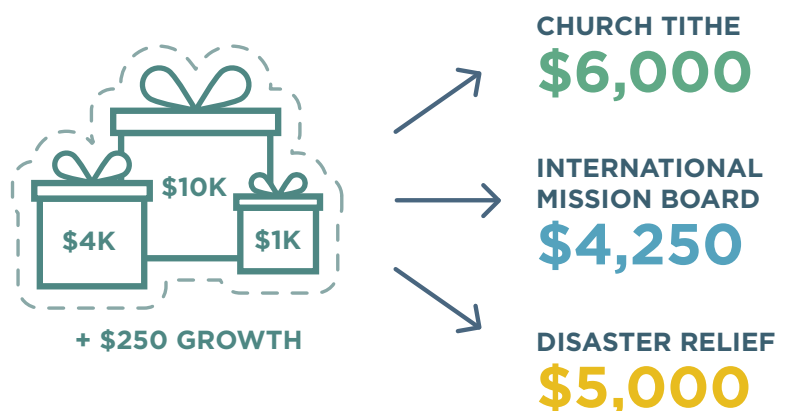 $10K
$4K
$1K
+ $250 GROWTH
CHURCH TITHE
$6,000
INTERNATIONAL
MISSION BOARD
$4,250
DISASTER RELIEF
$5,000